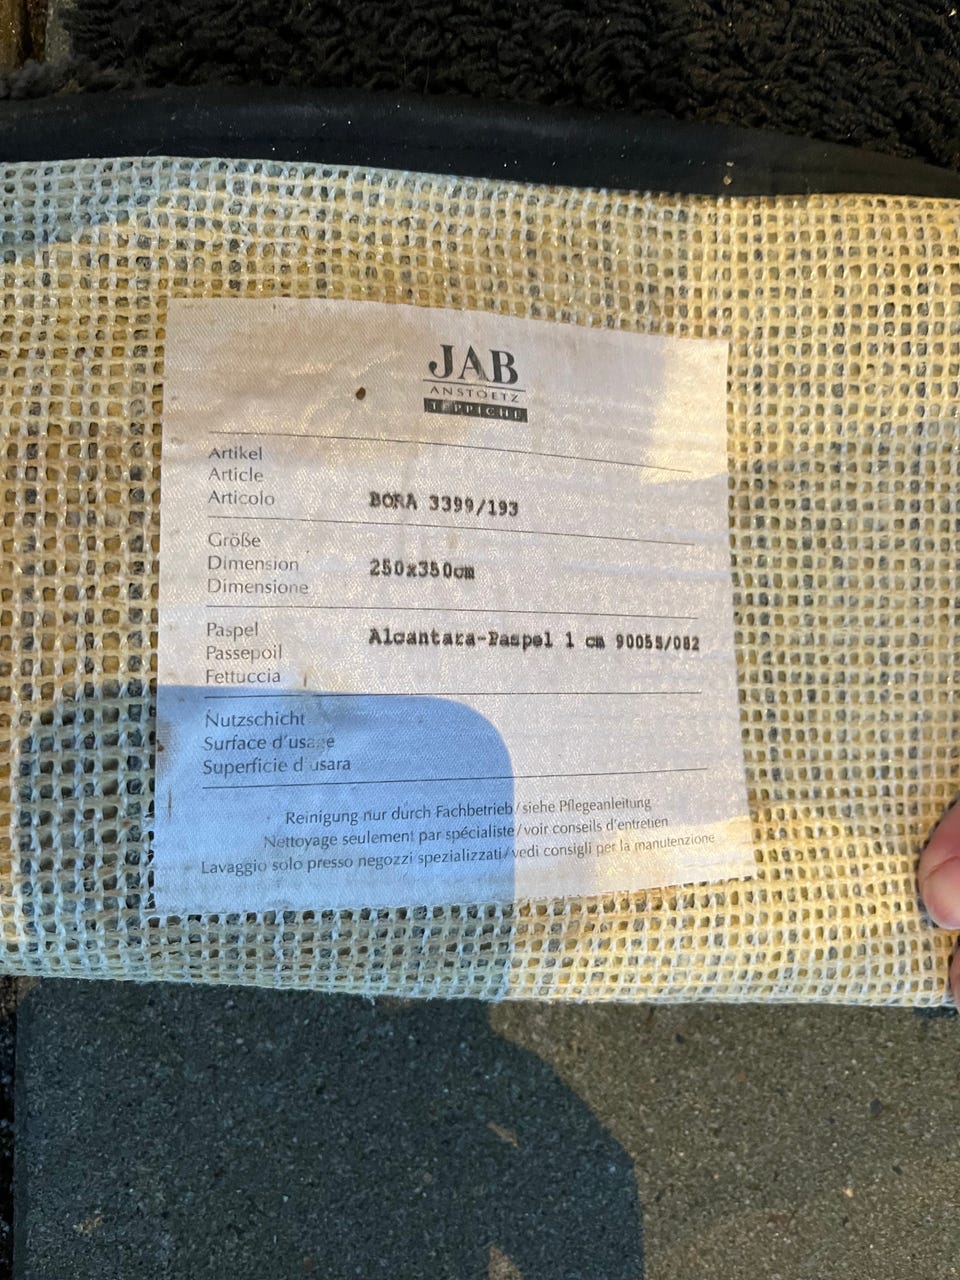 JAB
ANSTOETZ
TEPPICHE
Artikel
Article
Articolo BORA 3399/193
Größe
Dimension 250x350cm
Dimensione
Paspel Alcantara-Paspel 1 cm 90055/082
Passepoil
Fettuccia
Nutzschicht
Surface d'usage
Superficie d'usara
Reinigung nur durch Fachbetrieb/siehe Pflegeanleitung
Nettoyage seulement par spécialiste/voir conseils d'entretien
Lavaggio solo presso negozzi spezializzati/vedi consigli per la manutenzione